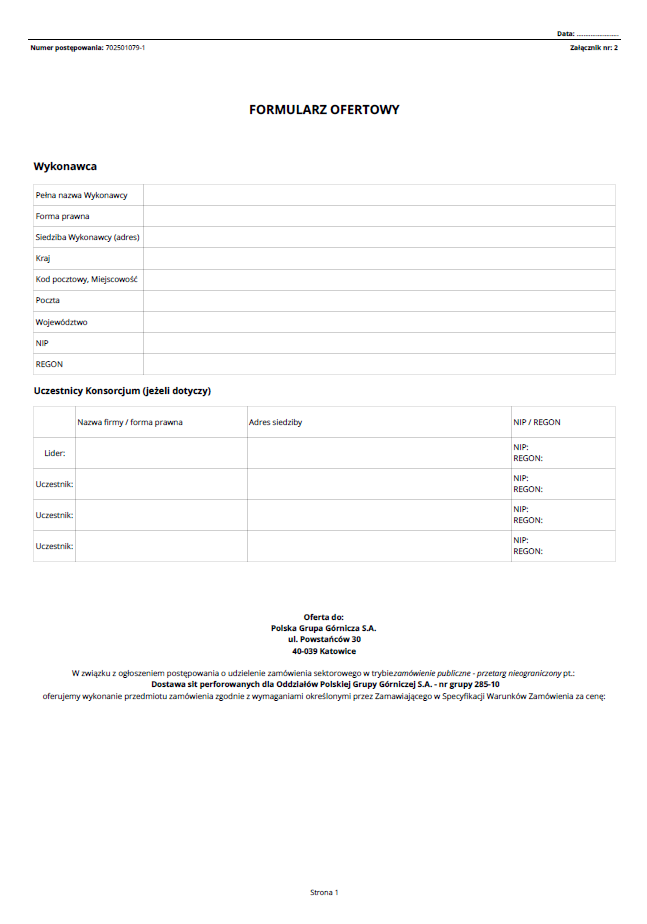 Data: ......................
Numer postępowania: 702501079-1 Załącznik nr: 2
FORMULARZ OFERTOWY
Wykonawca
Pełna nazwa Wykonawcy
Forma prawna
Siedziba Wykonawcy (adres)
Kraj
Kod pocztowy, Miejscowość
Poczta
Województwo
NIP
REGON
Uczestnicy Konsorcjum (jeżeli dotyczy)
Nazwa firmy / forma prawna Adres siedziby NIP / REGON
Lider: NIP:
REGON:
Uczestnik: NIP:
REGON:
Uczestnik: NIP:
REGON:
Uczestnik: NIP:
REGON:
Oferta do:
Polska Grupa Górnicza S.A.
ul. Powstańców 30
40-039 Katowice
W związku z ogłoszeniem postępowania o udzielenie zamówienia sektorowego w trybiezamówienie publiczne - przetarg nieograniczony pt.:
Dostawa sit perforowanych dla Oddziałów Polskiej Grupy Górniczej S.A. - nr grupy 285-10
oferujemy wykonanie przedmiotu zamówienia zgodnie z wymaganiami określonymi przez Zamawiającego w Specyfikacji Warunków Zamówienia za cenę:
Strona 1